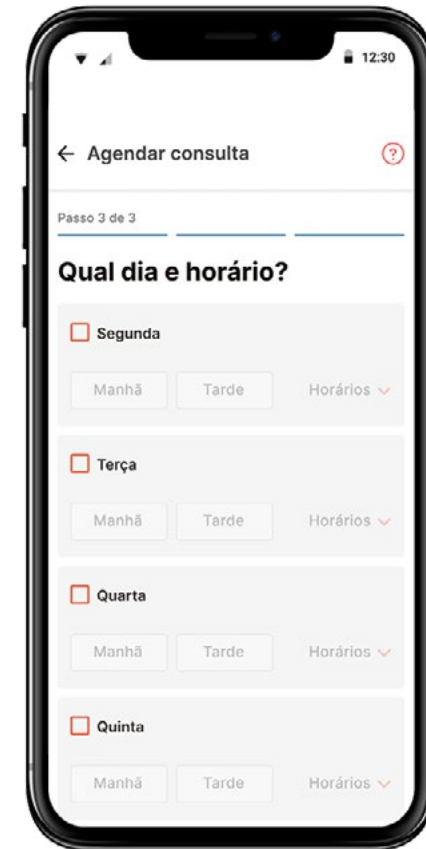 12:30
Agendar consulta
Passo 3 de 3
Qual dia e horário?
Segunda
Manhã Tarde Horários
Terça
Manhã Tarde Horários
Quarta
Manhã Tarde Horários
Quinta
Manhã Tarde Horários